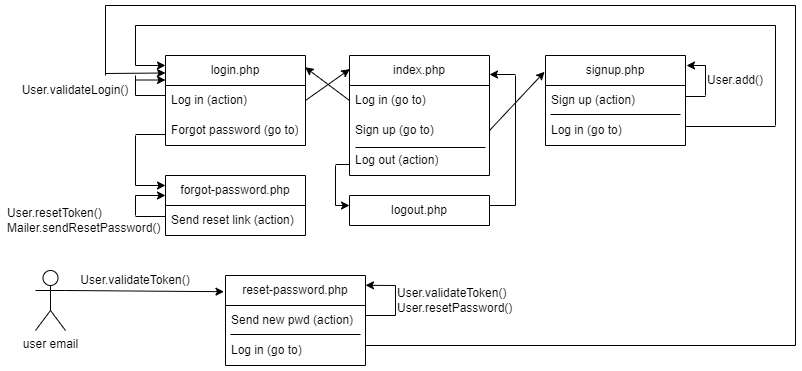 login.php
Log in (action)
Forgot password (go to)
User.validateLogin()
index.php
Log in (go to)
Sign up (go to)
Log out (action)
signup.php
Sign up (action)
Log in (go to)
User.add()
forgot-password.php
Send reset link (action)
User.resetToken()
Mailer.sendResetPassword()
logout.php
user email
User.validateToken()
reset-password.php
Send new pwd (action)
Log in (go to)
User.validateToken()
User.resetPassword()